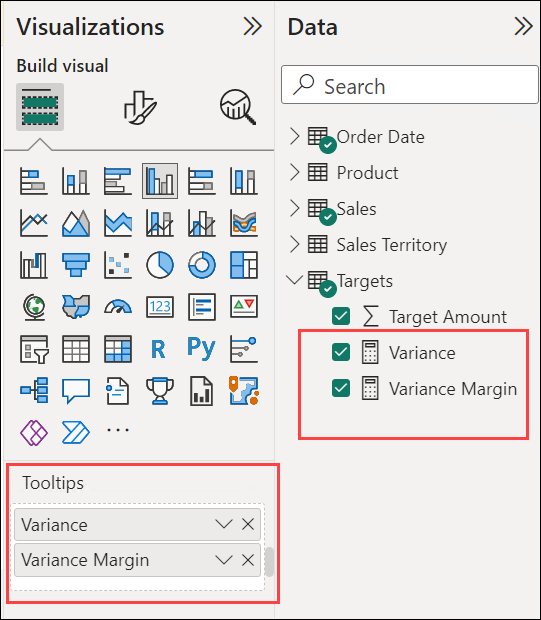 Visualizations
Build visual
123
R
Py
Tooltips
Variance
Variance Margin
Data
Search
Order Date
Product
Sales
Sales Territory
Targets
Target Amount
Variance
Variance Margin